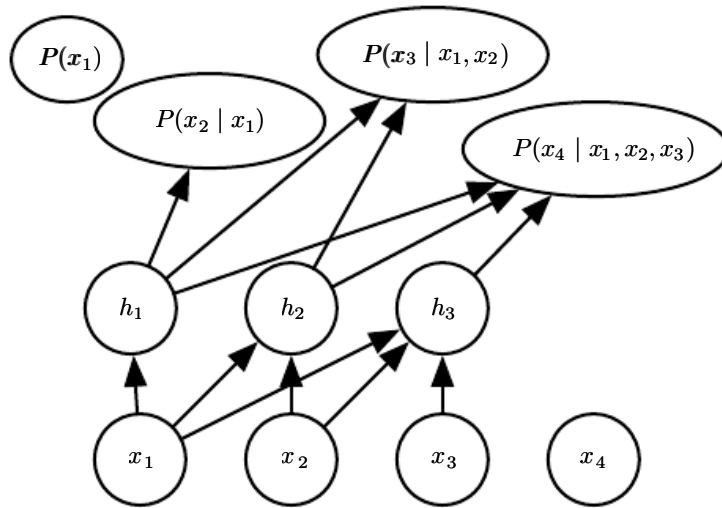 P(x₁)
P(x₂ | x₁)
P(x₃ | x₁, x₂)
P(x₄ | x₁, x₂, x₃)
h₁
h₂
h₃
x₁
x₂
x₃
x₄